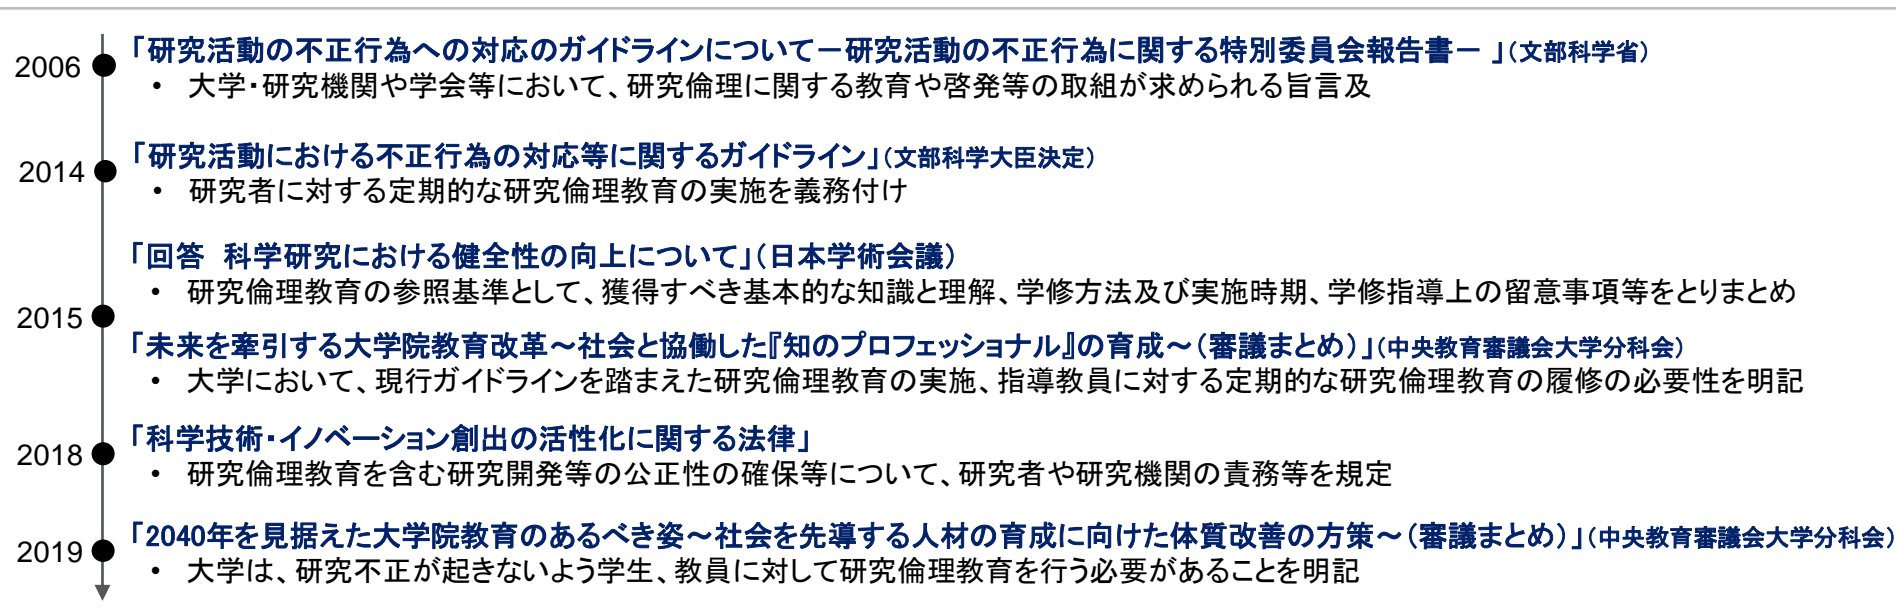 2006
「研究活動の不正行為への対応のガイドラインについて－研究活動の不正行為に関する特別委員会報告書－ 」（文部科学省）
• 大学・研究機関や学会等において、研究倫理に関する教育や啓発等の取組が求められる旨言及
2014
「研究活動における不正行為の対応等に関するガイドライン」（文部科学大臣決定）
• 研究者に対する定期的な研究倫理教育の実施を義務付け
2015
「回答　科学研究における健全性の向上について」（日本学術会議）
• 研究倫理教育の参照基準として、獲得すべき基本的な知識と理解、学修方法及び実施時期、学修指導上の留意事項等をとりまとめ
「未来を牽引する大学院教育改革～社会と協働した『知のプロフェッショナル』の育成～（審議まとめ）」（中央教育審議会大学分科会）
• 大学において、現行ガイドラインを踏まえた研究倫理教育の実施、指導教員に対する定期的な研究倫理教育の履修の必要性を明記
2018
「科学技術・イノベーション創出の活性化に関する法律」
• 研究倫理教育を含む研究開発等の公正性の確保等について、研究者や研究機関の責務等を規定
2019
「2040年を見据えた大学院教育のあるべき姿～社会を先導する人材の育成に向けた体質改善の方策～（審議まとめ）」（中央教育審議会大学分科会）
• 大学は、研究不正が起きないよう学生、教員に対して研究倫理教育を行う必要があることを明記